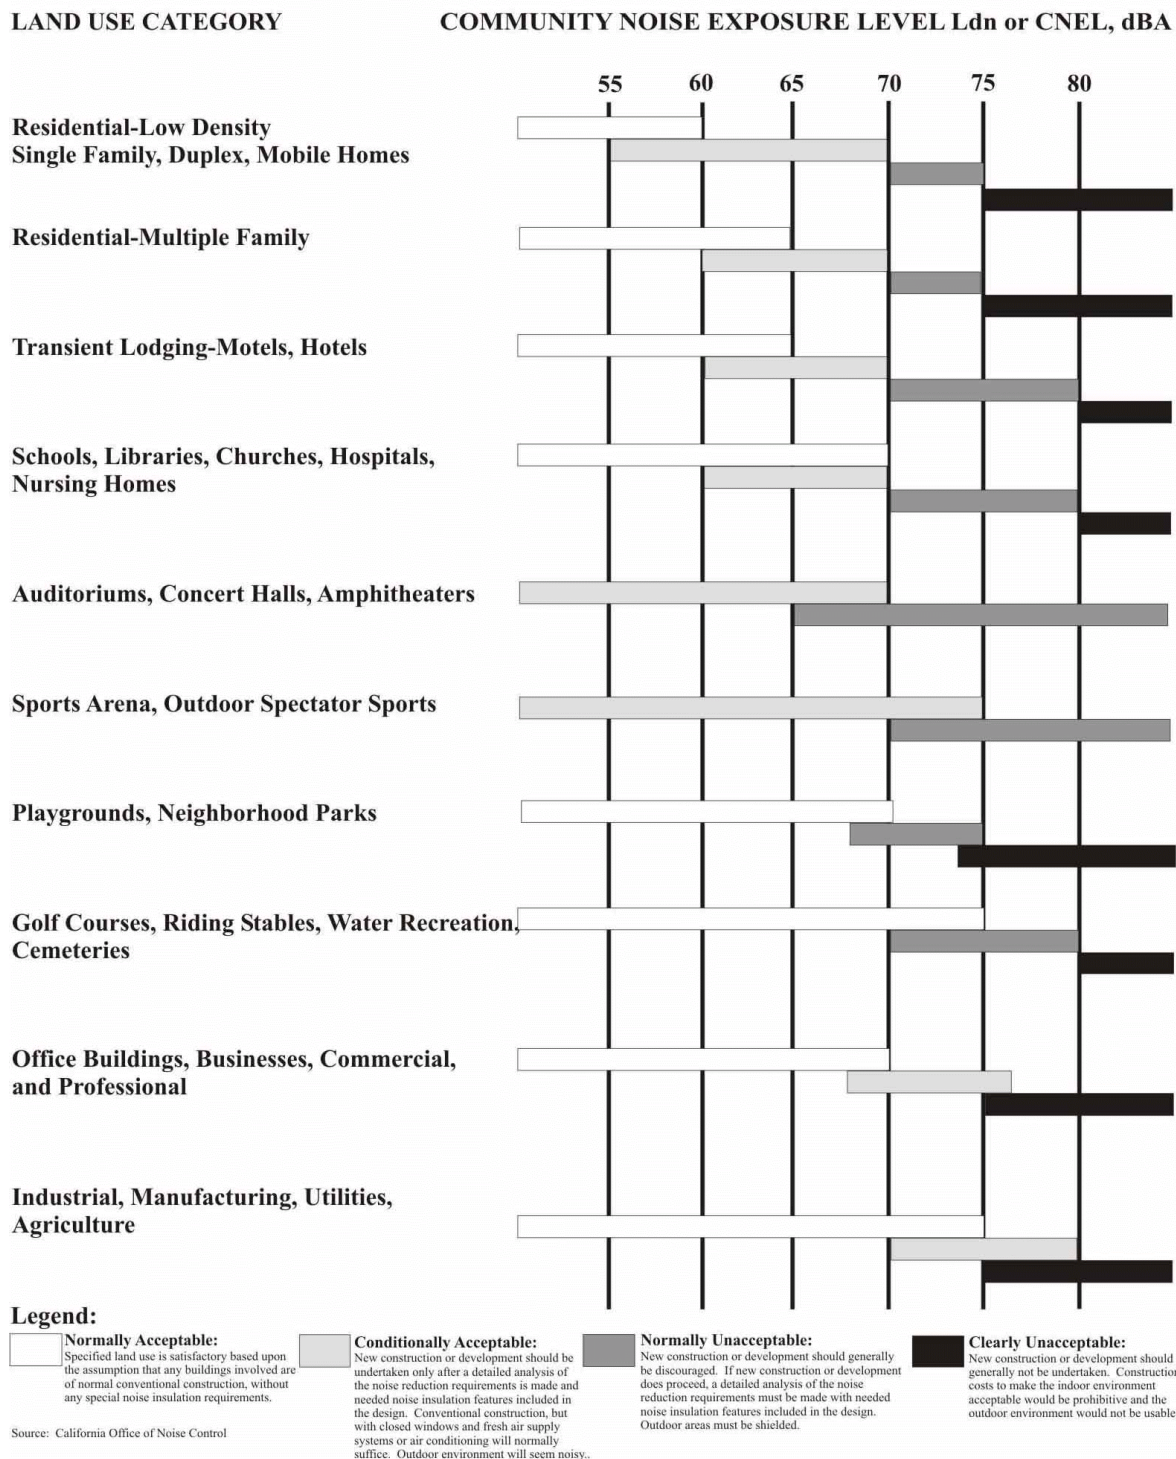 LAND USE CATEGORY
COMMUNITY NOISE EXPOSURE LEVEL Ldn or CNEL, dBA
55 60 65 70 75 80
Residential-Low Density
Single Family, Duplex, Mobile Homes
Residential-Multiple Family
Transient Lodging-Motels, Hotels
Schools, Libraries, Churches, Hospitals,
Nursing Homes
Auditoriums, Concert Halls, Amphitheaters
Sports Arena, Outdoor Spectator Sports
Playgrounds, Neighborhood Parks
Golf Courses, Riding Stables, Water Recreation,
Cemeteries
Office Buildings, Businesses, Commercial,
and Professional
Industrial, Manufacturing, Utilities,
Agriculture
Legend:
Normally Acceptable:
Specified land use is satisfactory based upon
the assumption that any buildings involved are
of normal conventional construction, without
any special noise insulation requirements.
Conditionally Acceptable:
New construction or development should be
undertaken only after a detailed analysis of
the noise reduction requirements is made and
needed noise insulation features included in
the design. Conventional construction, but
with closed windows and fresh air supply
systems or air conditioning will normally
suffice. Outdoor environment will seem noisy..
Normally Unacceptable:
New construction or development should generally
be discouraged. If new construction or development
does proceed, a detailed analysis of the noise
reduction requirements must be made with needed
noise insulation features included in the design.
Outdoor areas must be shielded.
Clearly Unacceptable:
New construction or development should
generally not be undertaken. Construction
costs to make the indoor environment
acceptable would be prohibitive and the
outdoor environment would not be usable
Source: California Office of Noise Control